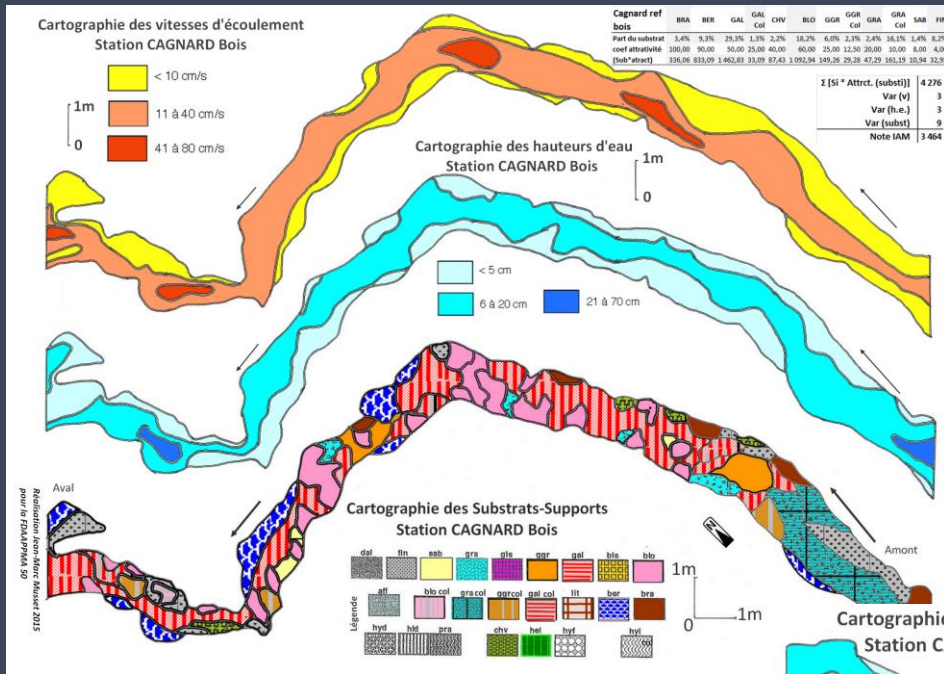 Cartographie des vitesses d'écoulement
Station CAGNARD Bois
< 10 cm/s
11 à 40 cm/s
41 à 80 cm/s
1m
0
Cagnard ref bois BRA BER GAL GAL Col CHV BLO GGR GGR Col GRA GRA Col SAB FIN
Part du substrat 3,4% 9,3% 29,3% 1,3% 2,2% 18,2% 6,0% 2,3% 2,4% 16,1% 1,4% 8,2%
coef attrativité 100,00 90,00 50,00 25,00 40,00 60,00 25,00 12,50 20,00 10,00 8,00
(Sub*atract) 336,06 833,09 1 462,83 33,09 87,43 1 092,94 149,26 29,28 47,29 161,19 10,94
Σ [Si * Attrct. (substi)] 4 276
Var (v) 3
Var (h.e.) 3
Var (subst) 9
Note IAM 3 464
Cartographie des hauteurs d'eau
Station CAGNARD Bois
1m
0
< 5 cm
6 à 20 cm
21 à 70 cm
Aval
Amont
N
Cartographie des Substrats-Supports
Station CAGNARD Bois
Légende
dal fin sab gra gls ggr gal bls blo
aff blo col gra col ggr col gal col lit ber bra
hyd hld pra chv hel hyf hyl
1m
0
1m
Réalisation Jean-Marc Musset 2015
pour la FDAAPPMA 50
Cartographie
Station C